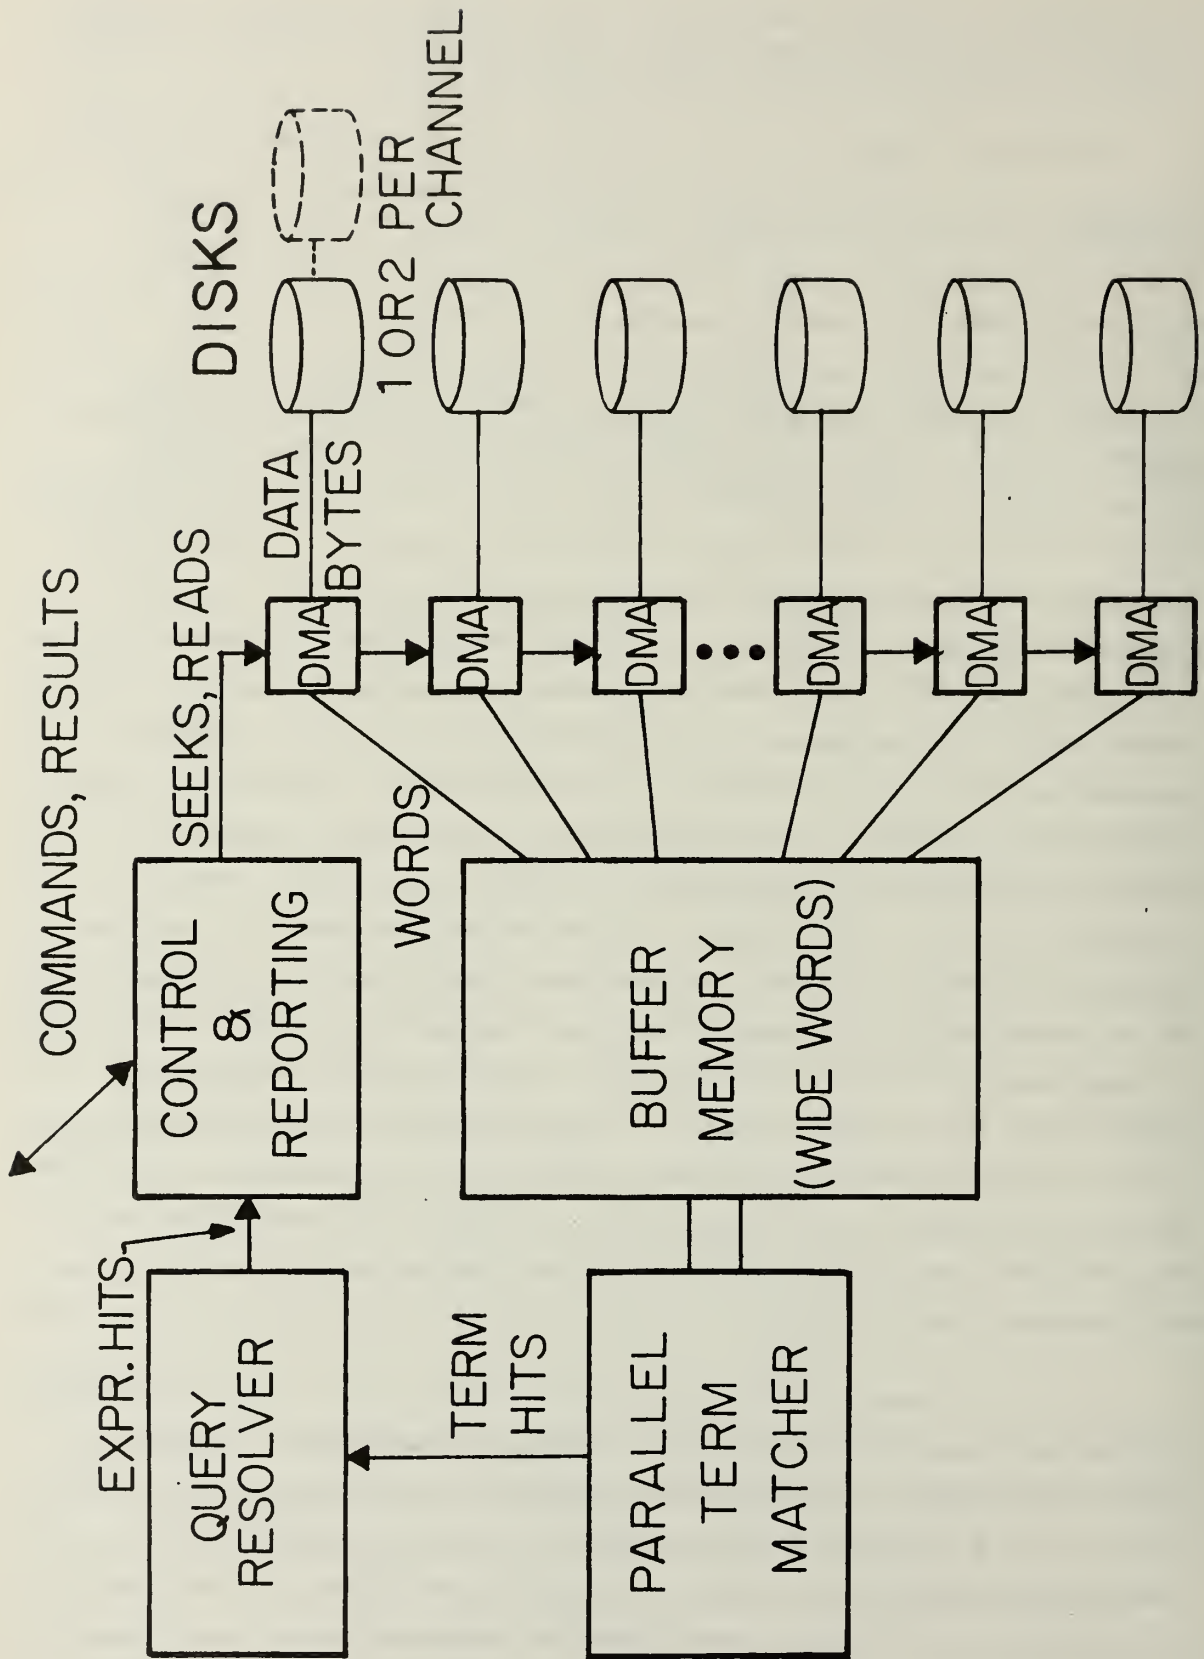 COMMANDS, RESULTS
EXPR. HITS
QUERY
RESOLVER
CONTROL
&
REPORTING
SEEKS, READS
DISKS
TERM
HITS
WORDS
DATA
BYTES
1 OR 2 PER
CHANNEL
PARALLEL
TERM
MATCHER
BUFFER
MEMORY
(WIDE WORDS)
DMA
DMA
DMA
DMA
DMA
DMA